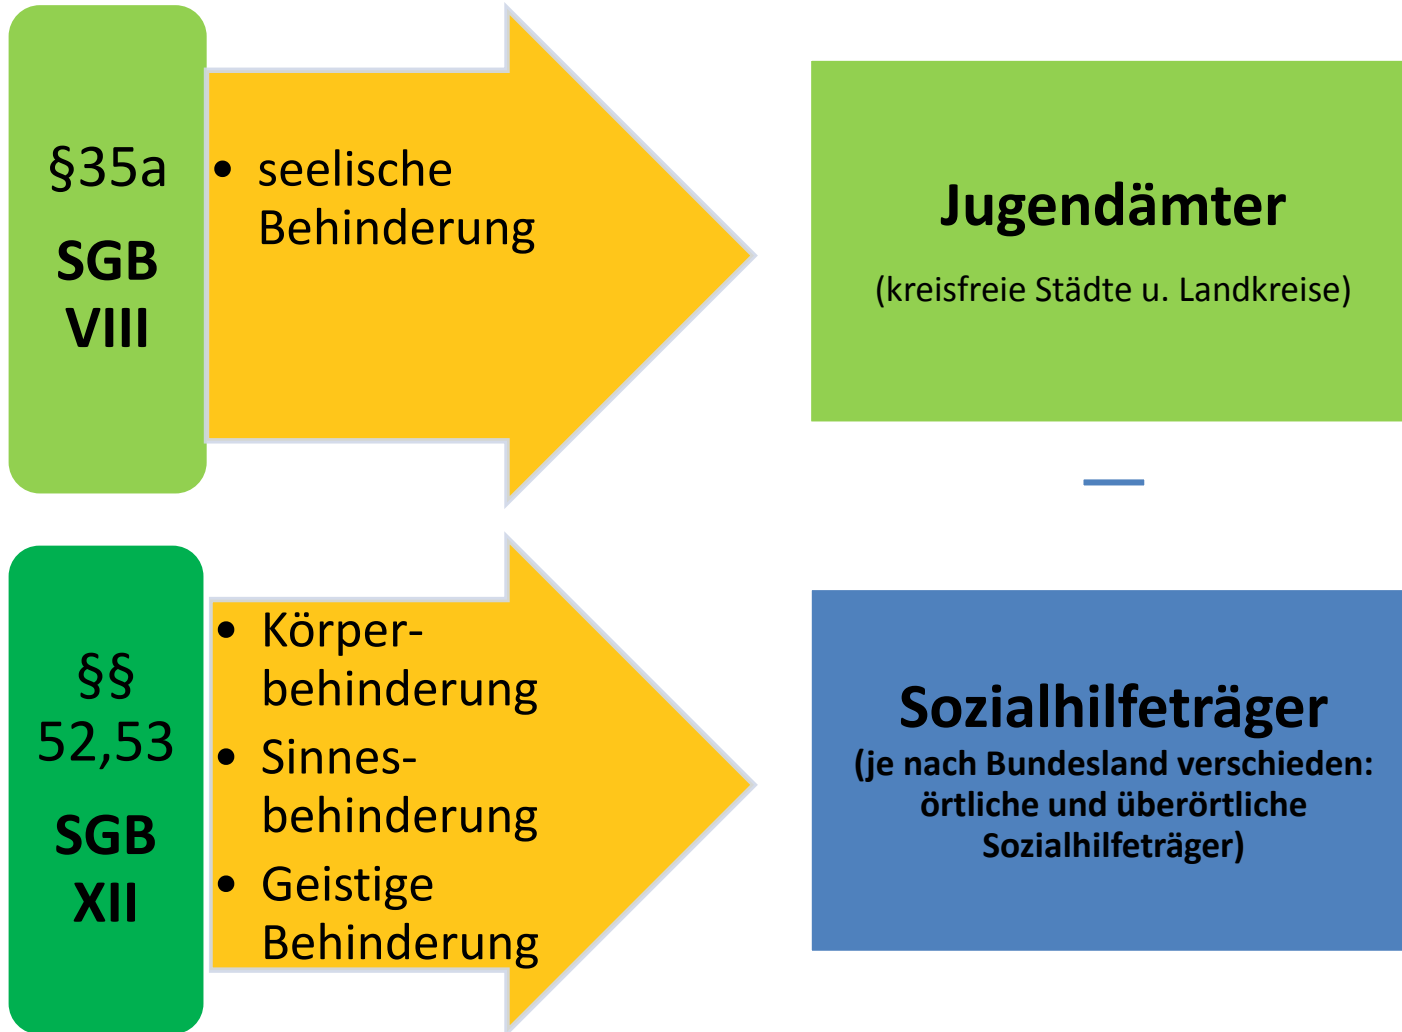 §35a
SGB
VIII
• seelische
Behinderung
Jugendämter
(kreisfreie Städte u. Landkreise)
§§
52,53
SGB
XII
• Körper-
behinderung
• Sinnes-
behinderung
• Geistige
Behinderung
Sozialhilfeträger
(je nach Bundesland verschieden:
örtliche und überörtliche
Sozialhilfeträger)